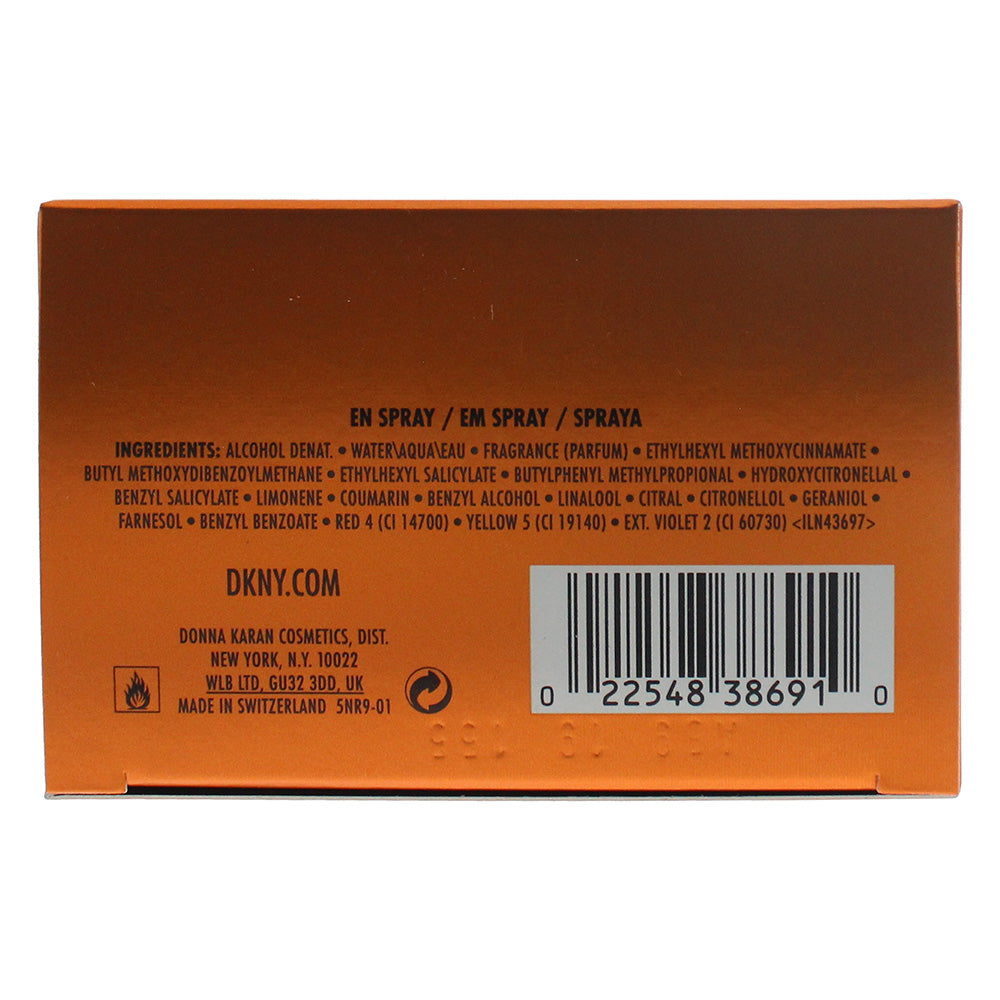 EN SPRAY / EM SPRAY / SPRAYA
INGREDIENTS: ALCOHOL DENAT. • WATER\AQUA\EAU • FRAGRANCE (PARFUM) • ETHYLHEXYL METHOXYCINNAMATE •
BUTYL METHOXYDIBENZOYLMETHANE • ETHYLHEXYL SALICYLATE • BUTYLPHENYL METHYLPROPIONAL • HYDROXYCITRONELLAL •
BENZYL SALICYLATE • LIMONENE • COUMARIN • BENZYL ALCOHOL • LINALOOL • CITRAL • CITRONELLOL • GERANIOL •
FARNESOL • BENZYL BENZOATE • RED 4 (CI 14700) • YELLOW 5 (CI 19140) • EXT. VIOLET 2 (CI 60730) <ILN43697>
DKNY.COM
DONNA KARAN COSMETICS, DIST.
NEW YORK, N.Y. 10022
WLB LTD, GU32 3DD, UK
MADE IN SWITZERLAND 5NR9-01
0 22548 38691 0